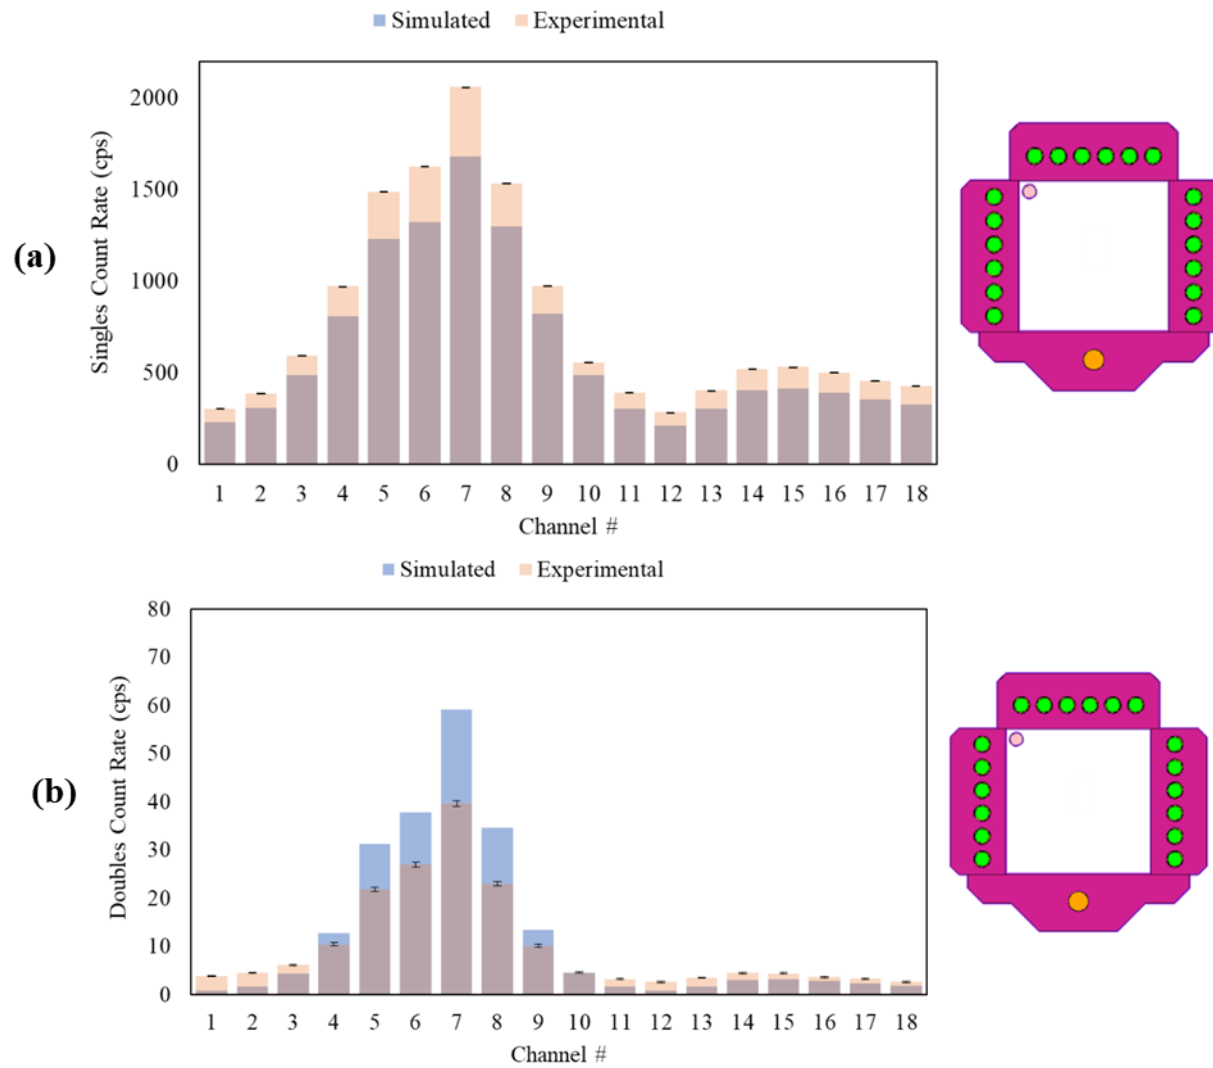 Simulated Experimental
(a)
Singles Count Rate (cps)
2000
1500
1000
500
0
1 2 3 4 5 6 7 8 9 10 11 12 13 14 15 16 17 18
Channel #
Simulated Experimental
(b)
Doubles Count Rate (cps)
80
70
60
50
40
30
20
10
0
1 2 3 4 5 6 7 8 9 10 11 12 13 14 15 16 17 18
Channel #